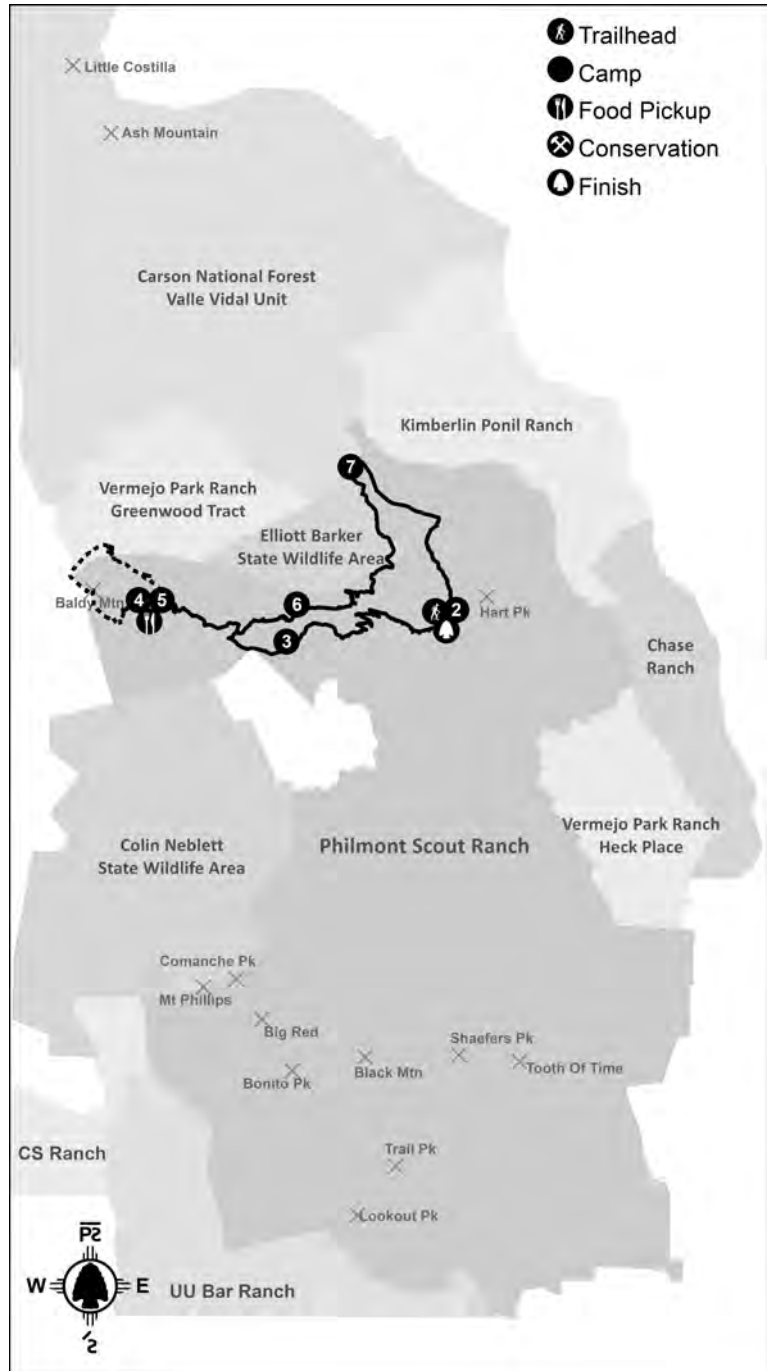 Trailhead
Camp
Food Pickup
Conservation
Finish
Little Costilla
Ash Mountain
Carson National Forest
Valle Vidal Unit
Kimberlin Ponil Ranch
7
Vermejo Park Ranch
Greenwood Tract
Elliott Barker
State Wildlife Area
Baldy Mtn
4
5
6
2
Hart Pk
3
Chase
Ranch
Vermejo Park Ranch
Heck Place
Colin Neblett
State Wildlife Area
Philmont Scout Ranch
Comanche Pk
Mt Phillips
Big Red
Bonito Pk
Black Mtn
Shaefers Pk
Tooth Of Time
Trail Pk
Lookout Pk
CS Ranch
W
E
UU Bar Ranch